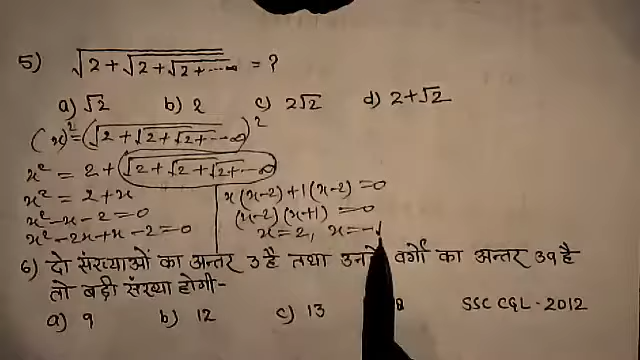 5) √2+√2+√2+---∞ = ?
a) √2 b) 2 c) 2√2 d) 2+√2
(x)² = (√2+√2+√2+---∞)²
x² = 2+√2+√2+√2+--∞
x² = 2+x
x²-x-2=0
x²-2x+x-2=0
x(x-2)+1(x-2)=0
(x-2)(x+1)=0
x=2, x=-1
6) दो संख्याओं का अन्तर 3 है तथा उनके वर्गों का अन्तर 39 है
तो बड़ी संख्या होगी-
a) 9 b) 12 c) 13 SSC CGL-2012